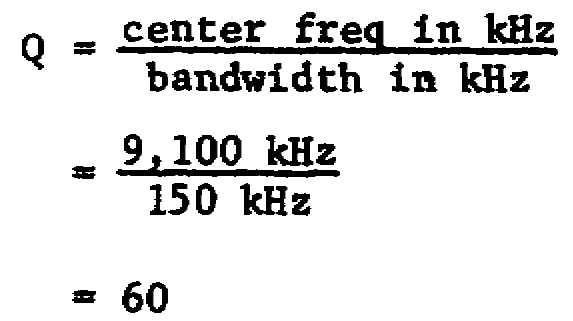 Q = center freq in kHz
bandwidth in kHz
= 9,100 kHz
150 kHz
= 60